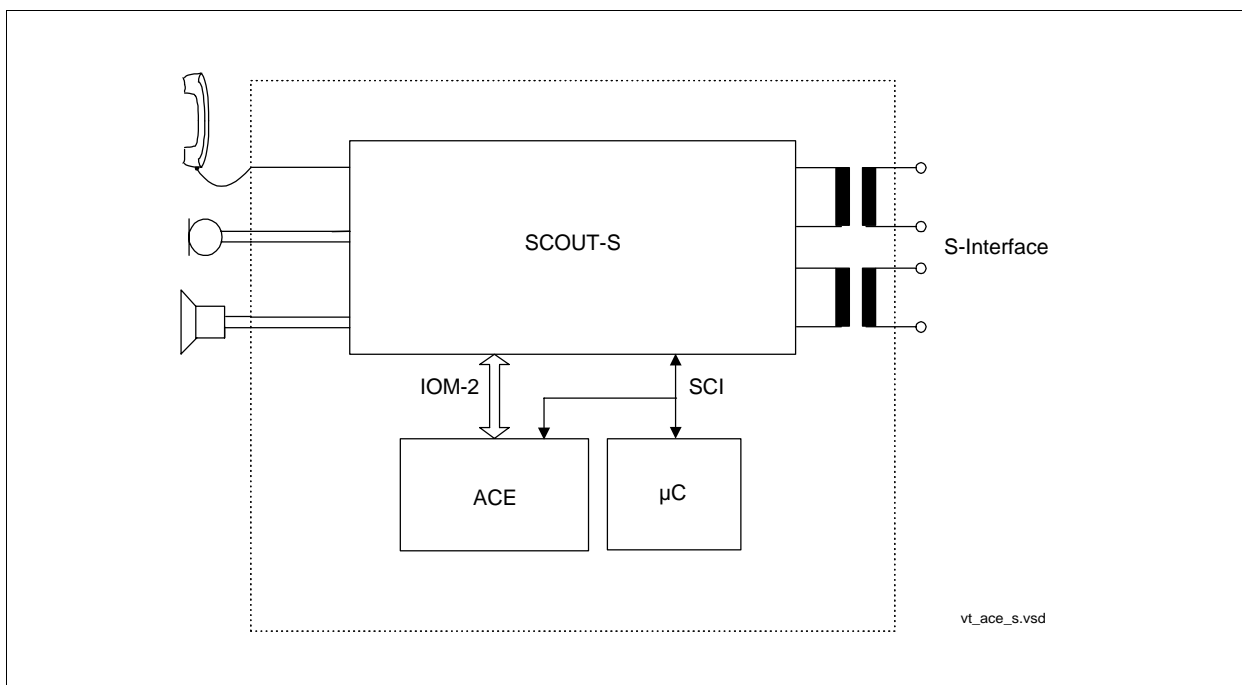 SCOUT-S
S-Interface
IOM-2
SCI
ACE
µC
vt_ace_s.vsd